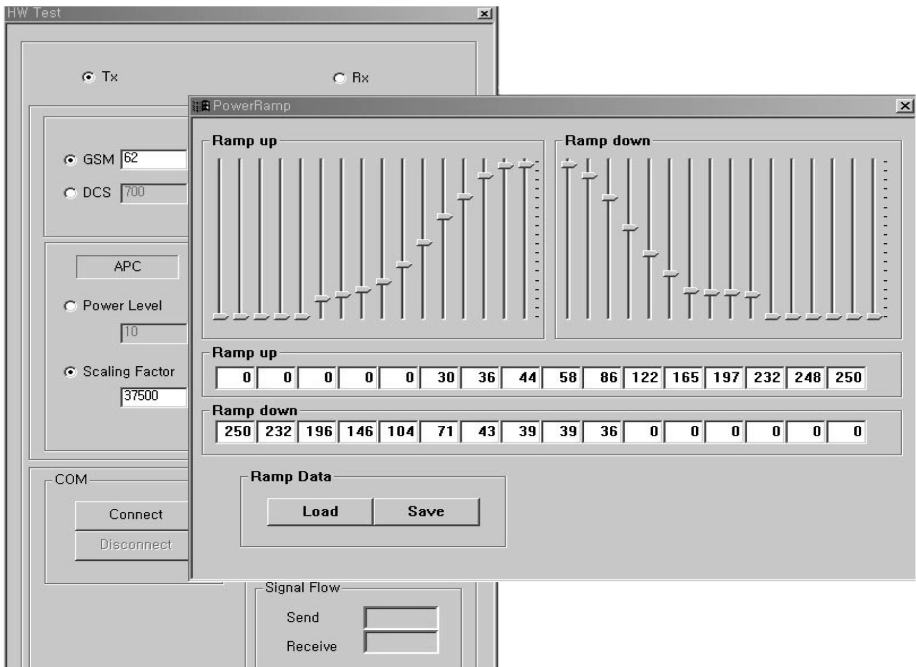 HW Test
Tx
Rx
PowerRamp
Ramp up
Ramp down
GSM 62
DCS 700
APC
Power Level
10
Scaling Factor
37500
Ramp up
0 0 0 0 0 30 36 44 58 86 122 165 197 232 248 250
Ramp down
250 232 196 146 104 71 43 39 39 36 0 0 0 0 0 0
Ramp Data
Load Save
COM
Connect
Disconnect
Signal Flow
Send
Receive